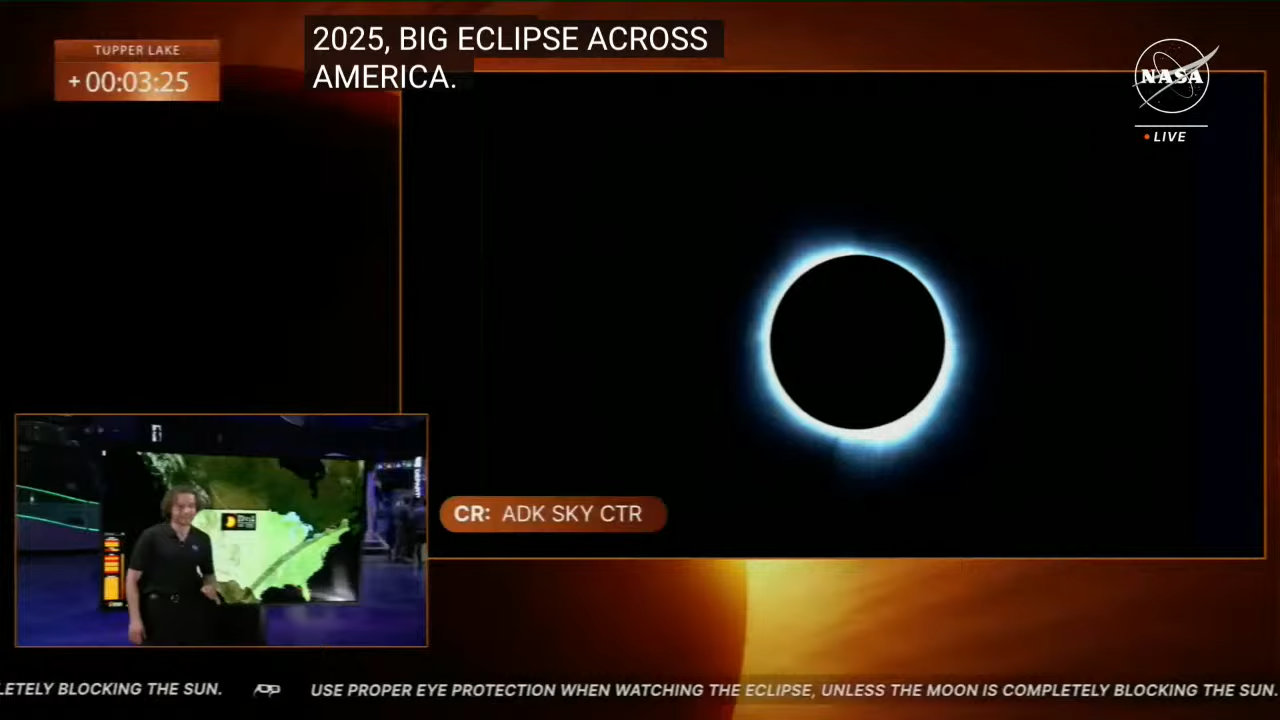 TUPPER LAKE
+ 00:03:25
2025, BIG ECLIPSE ACROSS
AMERICA.
NASA
LIVE
CR: ADK SKY CTR
LETELY BLOCKING THE SUN. USE PROPER EYE PROTECTION WHEN WATCHING THE ECLIPSE, UNLESS THE MOON IS COMPLETELY BLOCKING THE SUN.